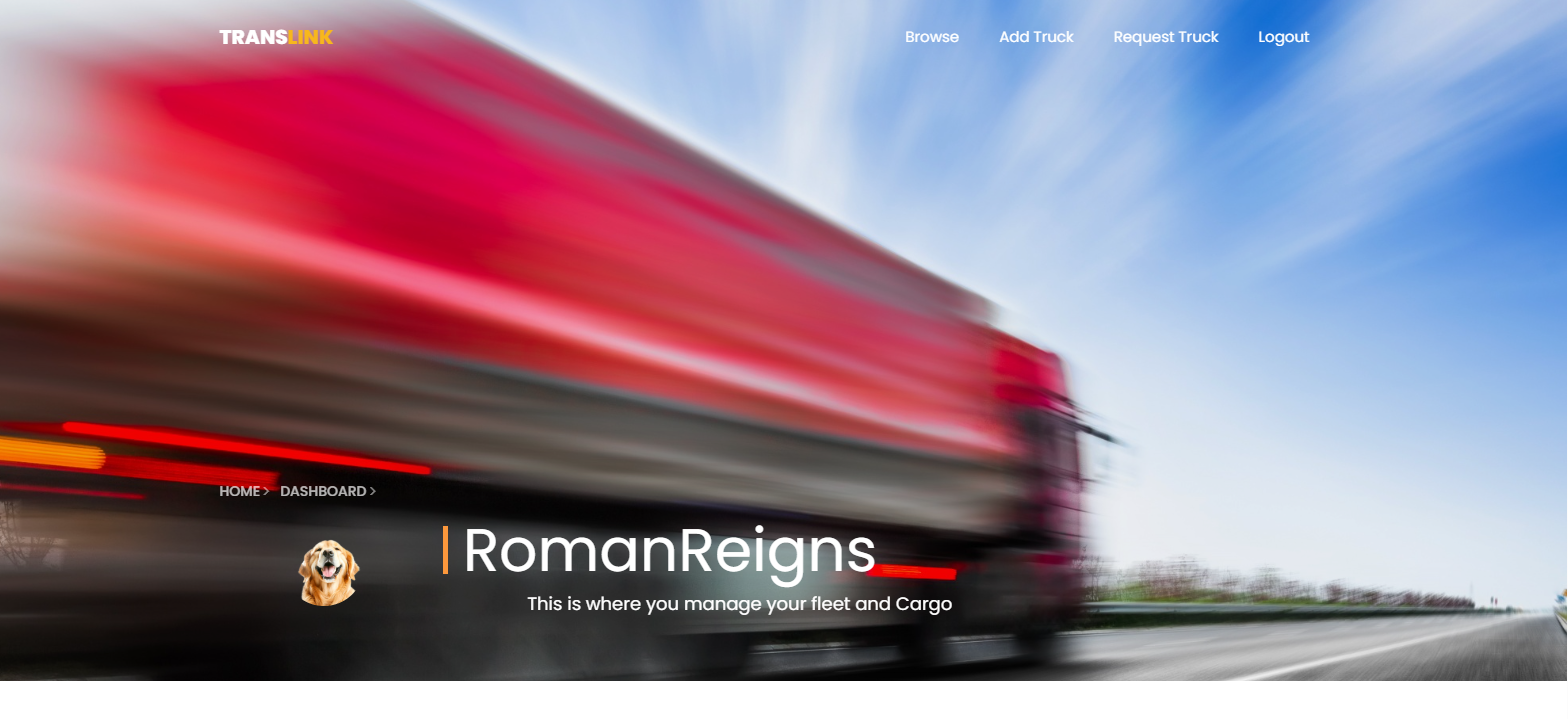 TRANSLINK
Browse Add Truck Request Truck Logout
HOME > DASHBOARD >
RomanReigns
This is where you manage your fleet and Cargo